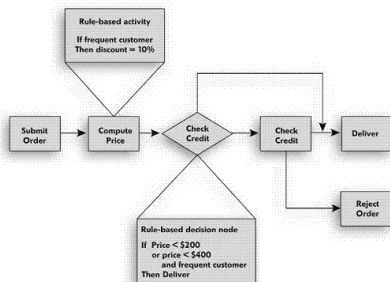 Rule-based activity
If frequent customer
Then discount = 10%
Submit
Order
Compute
Price
Check
Credit
Check
Credit
Deliver
Reject
Order
Rule-based decision node
If Price < $200
or price < $400
and frequent customer
Then Deliver